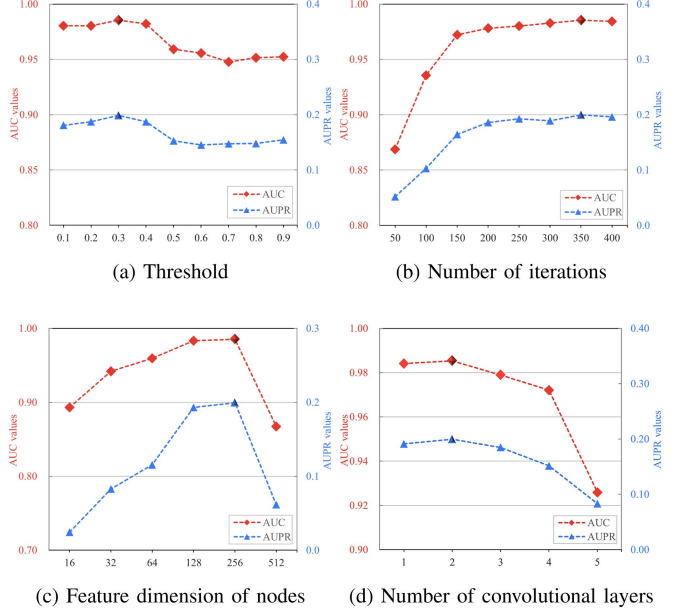 1.00 0.4 1.00 0.4
0.95 0.3 0.95 0.3
AUC values 0.90 0.2 AUPR values AUC values 0.90 0.2 AUPR values
0.85 0.1 0.85 0.1
AUC AUC
AUPR AUPR
0.80 0.0 0.80 0.0
0.1 0.2 0.3 0.4 0.5 0.6 0.7 0.8 0.9 50 100 150 200 250 300 350 400
(a) Threshold (b) Number of iterations
1.00 0.3 1.00 0.40
0.98
0.90 0.2 0.30
AUC values AUPR values AUC values 0.96 AUPR values
0.20
0.80 0.1 0.94
0.92 0.10
AUC AUC
AUPR AUPR
0.70 0.0 0.90 0.00
16 32 64 128 256 512 1 2 3 4 5
(c) Feature dimension of nodes (d) Number of convolutional layers